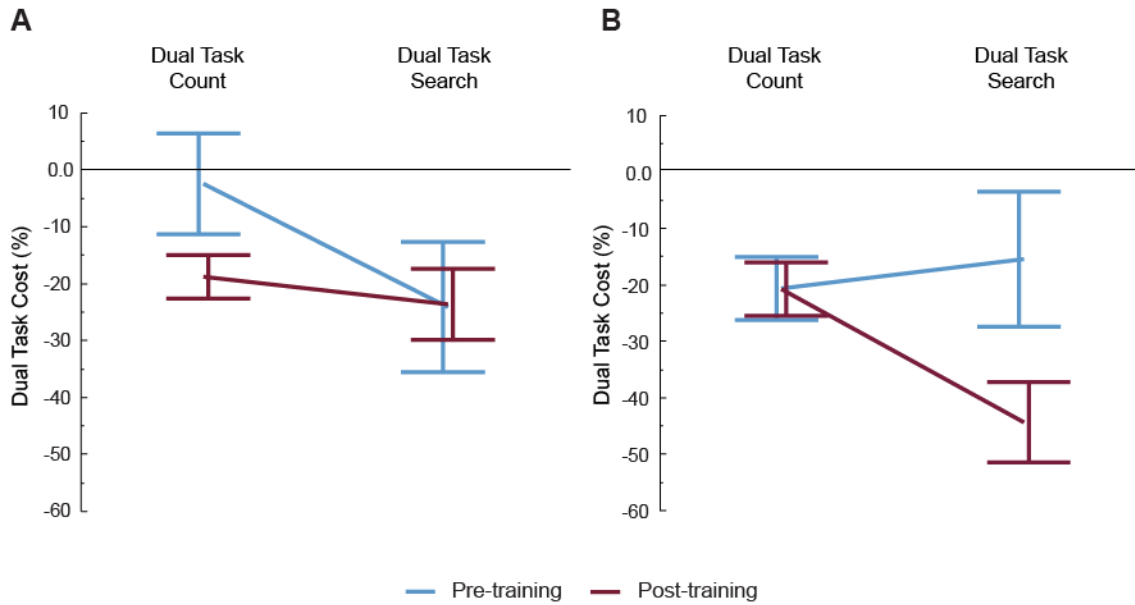 A
B
Dual Task
Count
Dual Task
Search
Dual Task
Count
Dual Task
Search
10
0.0
-10
-20
-30
-40
-50
-60
Dual Task Cost (%)
10
0.0
-10
-20
-30
-40
-50
-60
Dual Task Cost (%)
Pre-training
Post-training